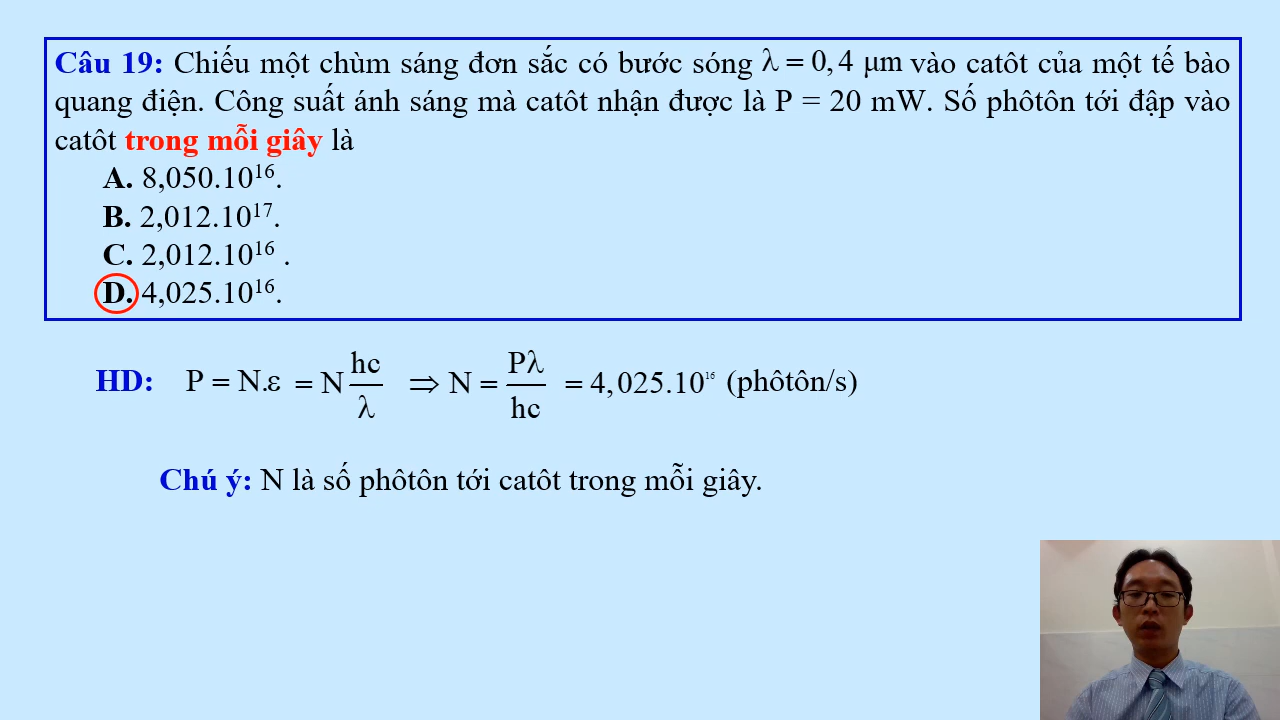 Câu 19: Chiếu một chùm sáng đơn sắc có bước sóng λ = 0, 4 μm vào catôt của một tế bào
quang điện. Công suất ánh sáng mà catôt nhận được là P = 20 mW. Số phôtôn tới đập vào
catôt trong mỗi giây là
A. 8,050.10¹⁶.
B. 2,012.10¹⁷.
C. 2,012.10¹⁶ .
D. 4,025.10¹⁶.
HD: P = N.ε = N hc/λ ⇒ N = Pλ/hc = 4, 025.10¹⁶ (phôtôn/s)
Chú ý: N là số phôtôn tới catôt trong mỗi giây.